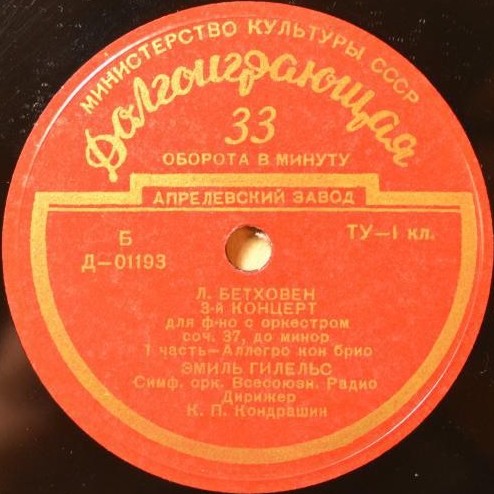 МИНИСТЕРСТВО КУЛЬТУРЫ СССР
Долгоиграющая
33
ОБОРОТА В МИНУТУ
АПРЕЛЕВСКИЙ ЗАВОД
Б
Д—01193
ТУ—I кл.
Л. БЕТХОВЕН
3-й КОНЦЕРТ
для ф-но с оркестром
соч. 37, до минор
1 часть—Аллегро кон брио
ЭМИЛЬ ГИЛЕЛЬС
Симф. орк. Всесоюзн. Радио
Дирижер
К. П. Кондрашин